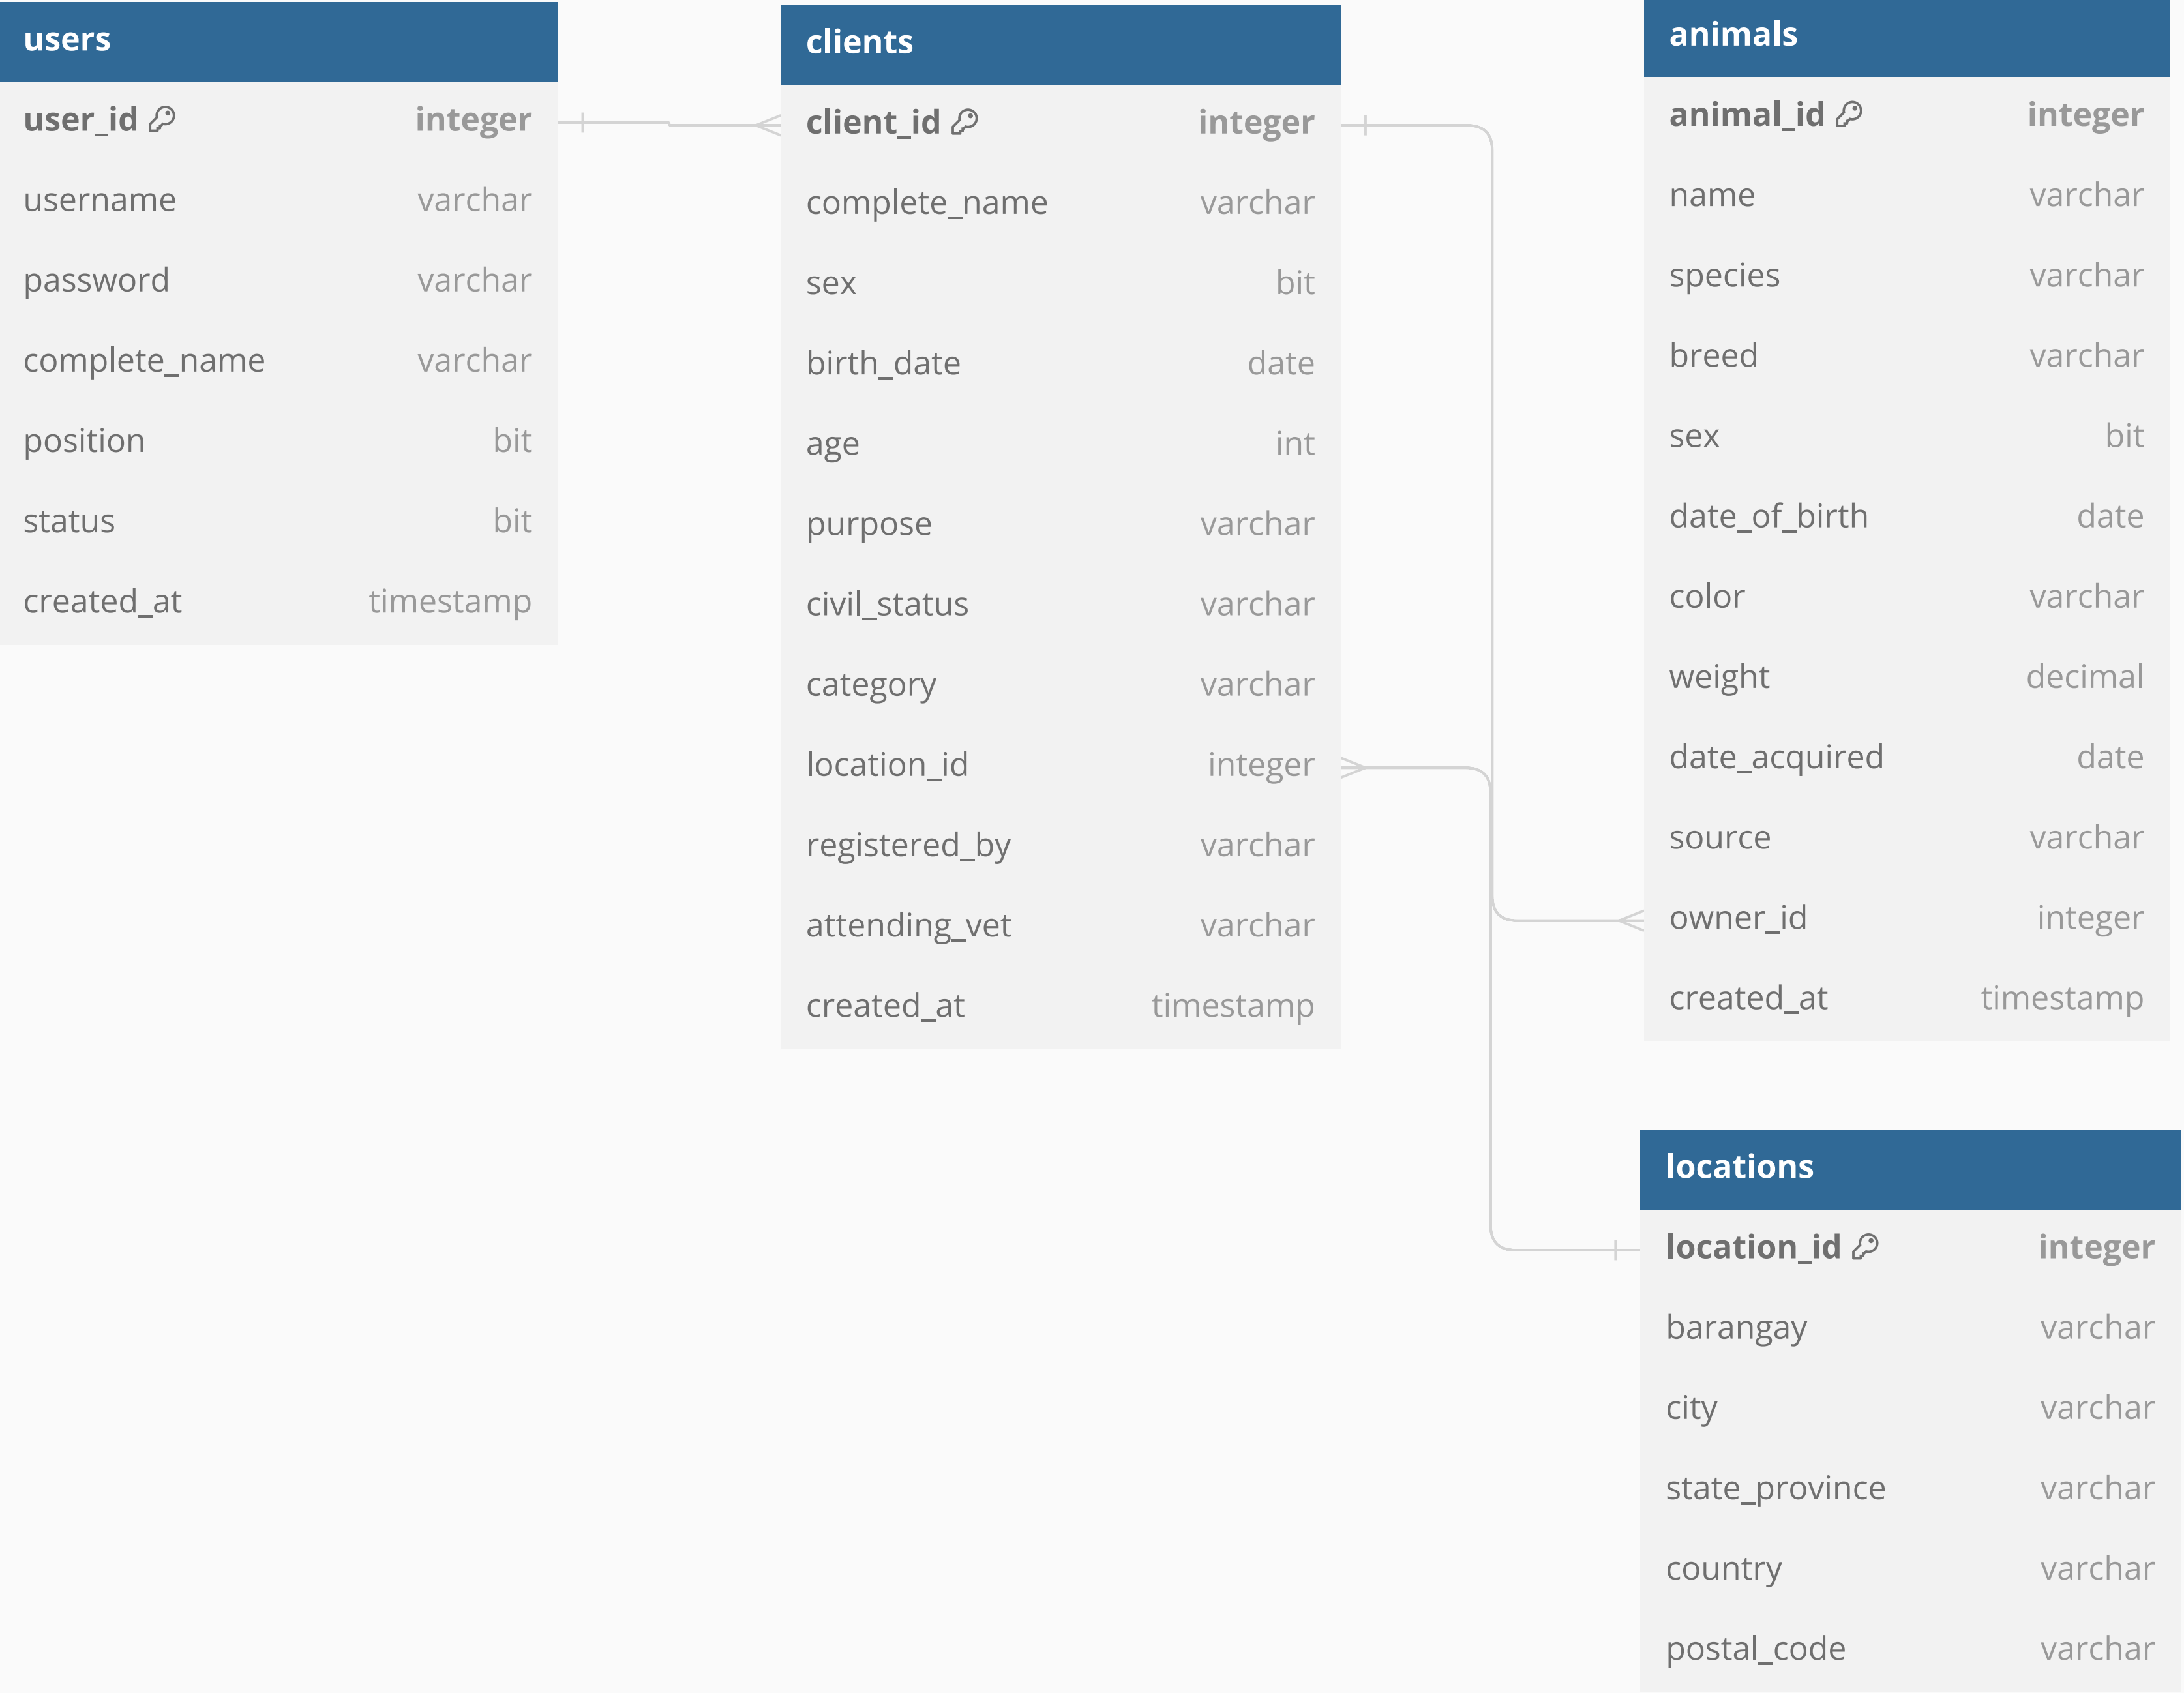 users
user_id integer
username varchar
password varchar
complete_name varchar
position bit
status bit
created_at timestamp
clients
client_id integer
complete_name varchar
sex bit
birth_date date
age int
purpose varchar
civil_status varchar
category varchar
location_id integer
registered_by varchar
attending_vet varchar
created_at timestamp
animals
animal_id integer
name varchar
species varchar
breed varchar
sex bit
date_of_birth date
color varchar
weight decimal
date_acquired date
source varchar
owner_id integer
created_at timestamp
locations
location_id integer
barangay varchar
city varchar
state_province varchar
country varchar
postal_code varchar